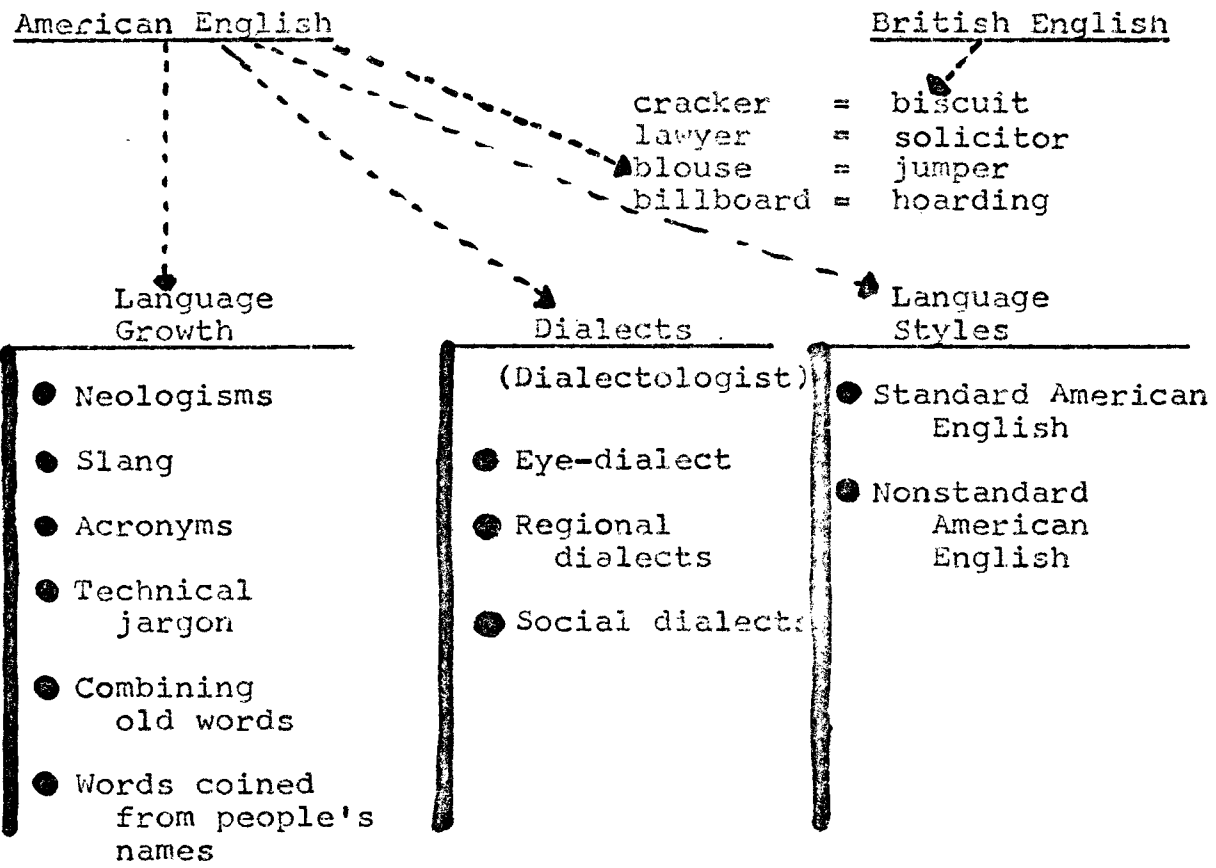 American English
British English
cracker = biscuit
lawyer = solicitor
blouse = jumper
billboard = hoarding
Language
Growth
Neologisms
Slang
Acronyms
Technical
jargon
Combining
old words
Words coined
from people's
names
Dialects
(Dialectologist)
Eye-dialect
Regional
dialects
Social dialects
Language
Styles
Standard American
English
Nonstandard
American
English